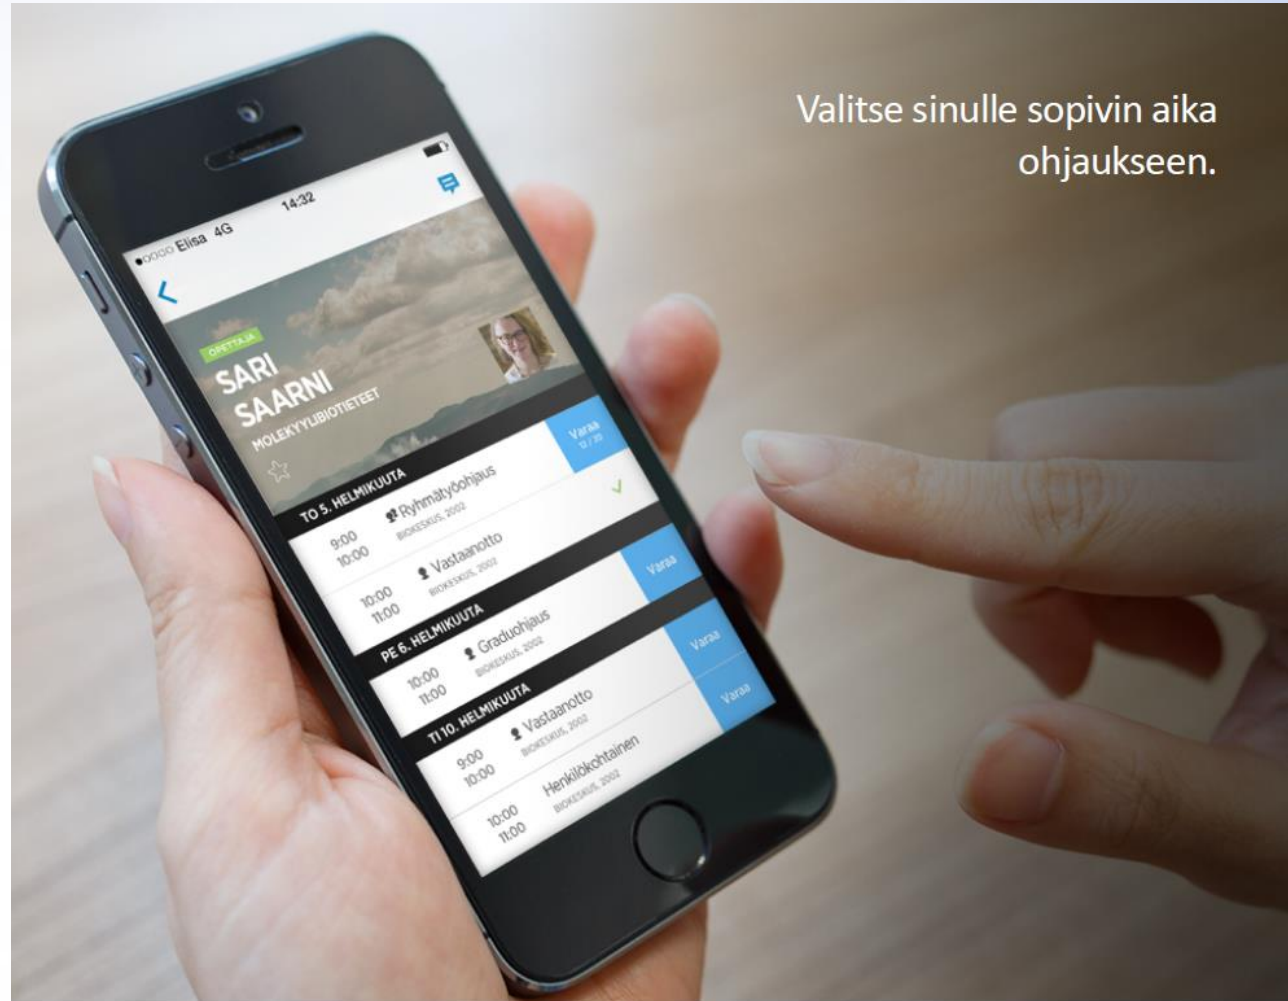 Valitse sinulle sopivin aika
ohjaukseen.
Elisa 4G
14:32
OPETTAJA
SARI
SAARNI
MOLEKYYLIBIOTIETEET
TO 5. HELMIKUUTA
9:00
10:00
Ryhmätyöohjaus
BIOKESKUS, 2002
Varaa
12 / 20
10:00
11:00
Vastaanotto
BIOKESKUS, 2002
PE 6. HELMIKUUTA
10:00
11:00
Graduohjaus
BIOKESKUS, 2002
Varaa
TI 10. HELMIKUUTA
9:00
10:00
Vastaanotto
BIOKESKUS, 2002
Varaa
10:00
11:00
Henkilökohtainen
BIOKESKUS, 2002
Varaa